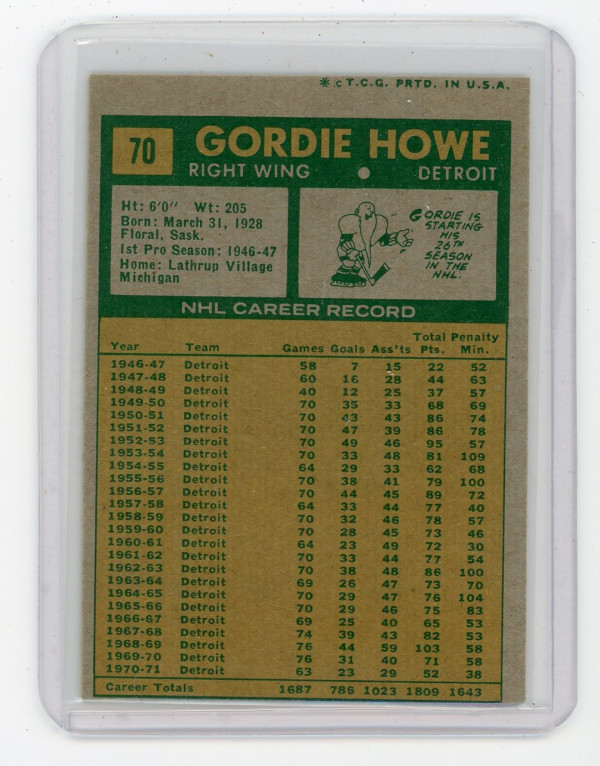 * c T.C.G. PRTD. IN U.S.A.
70
GORDIE HOWE
RIGHT WING • DETROIT
Ht: 6'0" Wt: 205
Born: March 31, 1928
Floral, Sask.
1st Pro Season: 1946-47
Home: Lathrup Village
Michigan
GORDIE IS
STARTING
HIS
26TH
SEASON
IN THE
NHL.
NHL CAREER RECORD
Year Team Games Goals Ass'ts Total Pts. Penalty Min.
1946-47 Detroit 58 7 15 22 52
1947-48 Detroit 60 16 28 44 63
1948-49 Detroit 40 12 25 37 57
1949-50 Detroit 70 35 33 68 69
1950-51 Detroit 70 43 43 86 74
1951-52 Detroit 70 47 39 86 78
1952-53 Detroit 70 49 46 95 57
1953-54 Detroit 70 33 48 81 109
1954-55 Detroit 64 29 33 62 68
1955-56 Detroit 70 38 41 79 100
1956-57 Detroit 70 44 45 89 72
1957-58 Detroit 64 33 44 77 40
1958-59 Detroit 70 32 46 78 57
1959-60 Detroit 70 28 45 73 46
1960-61 Detroit 64 23 49 72 30
1961-62 Detroit 70 33 44 77 54
1962-63 Detroit 70 38 48 86 100
1963-64 Detroit 69 26 47 73 70
1964-65 Detroit 70 29 47 76 104
1965-66 Detroit 70 29 46 75 83
1966-67 Detroit 69 25 40 65 53
1967-68 Detroit 74 39 43 82 53
1968-69 Detroit 76 44 59 103 58
1969-70 Detroit 76 31 40 71 58
1970-71 Detroit 63 23 29 52 38
Career Totals 1687 786 1023 1809 1643